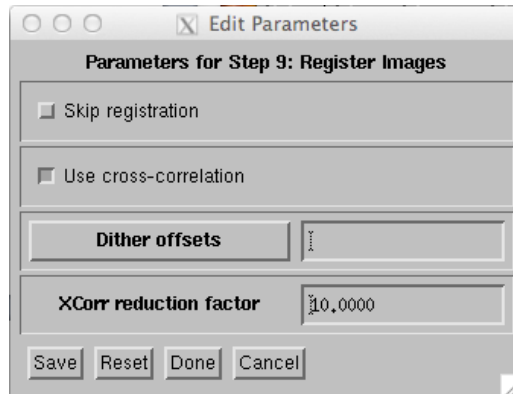 Edit Parameters
Parameters for Step 9: Register Images
Skip registration
Use cross-correlation
Dither offsets
XCorr reduction factor 10.0000
Save Reset Done Cancel